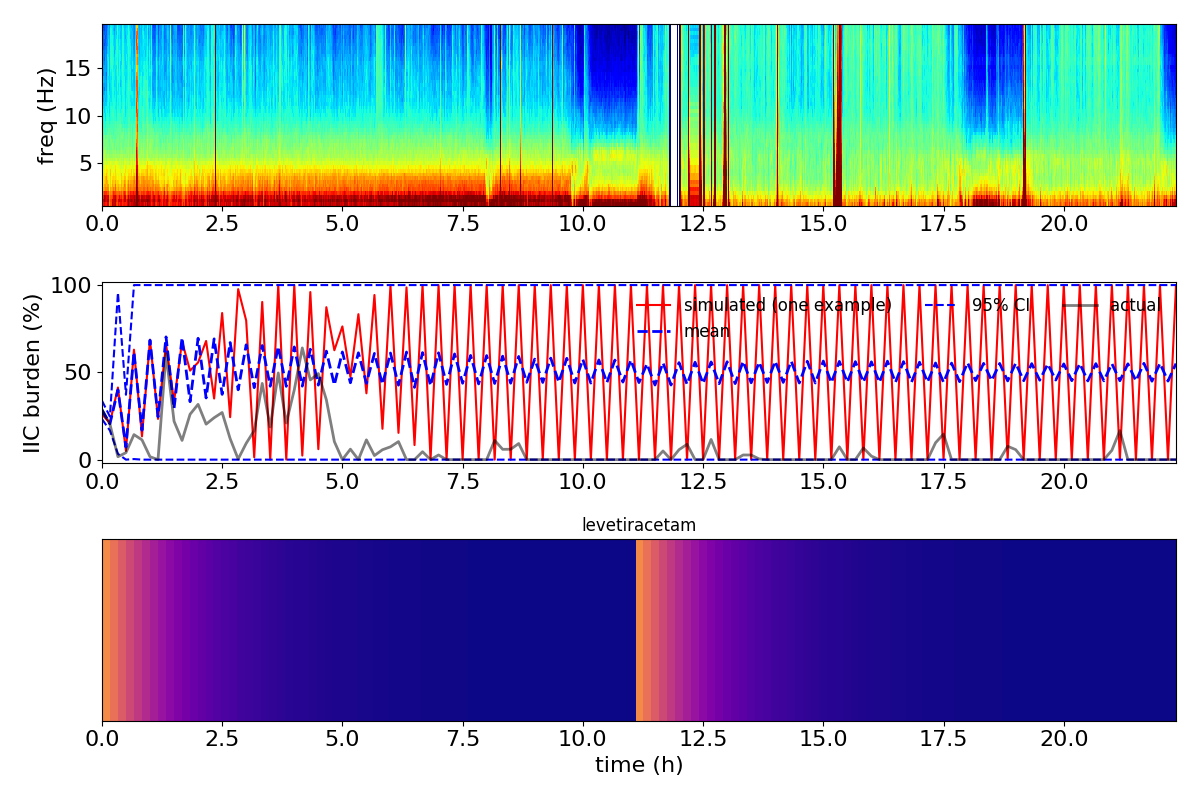 freq (Hz)
15
10
5
0.0 2.5 5.0 7.5 10.0 12.5 15.0 17.5 20.0
IIC burden (%)
100
50
0
simulated (one example) 95% CI actual
mean
0.0 2.5 5.0 7.5 10.0 12.5 15.0 17.5 20.0
levetiracetam
0.0 2.5 5.0 7.5 10.0 12.5 15.0 17.5 20.0
time (h)